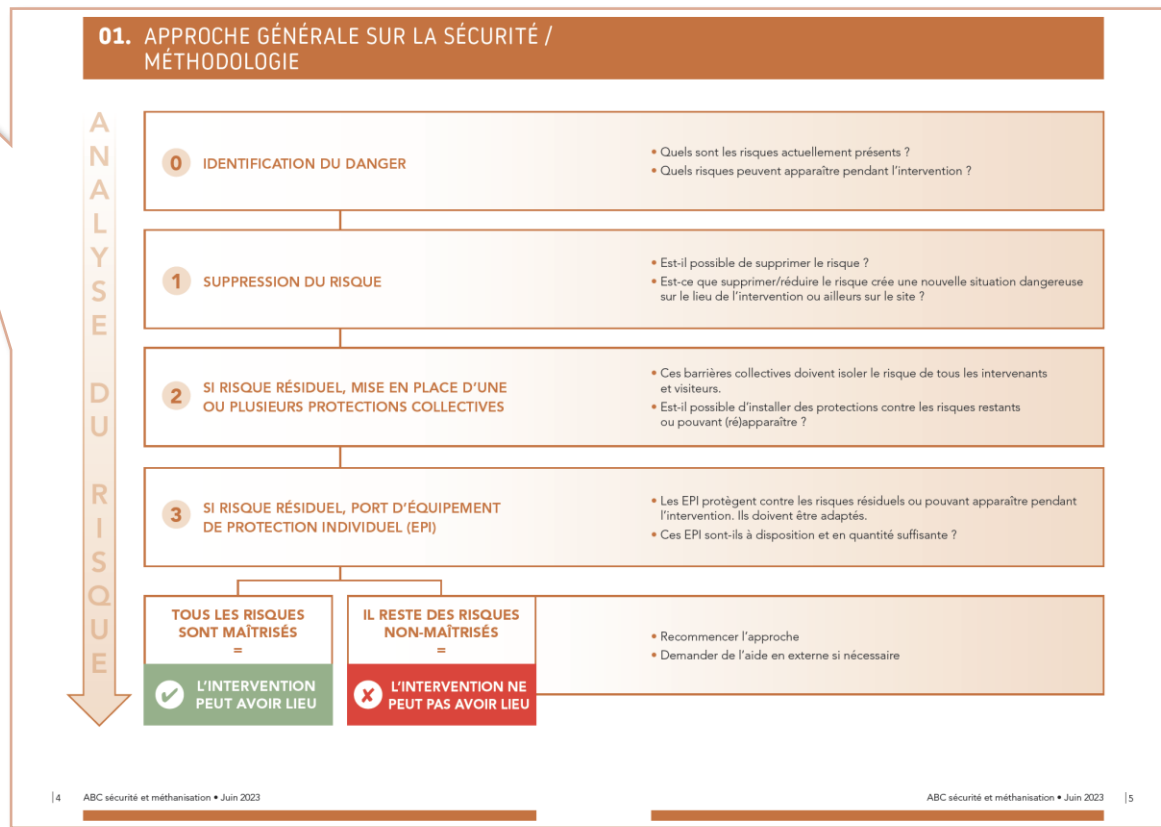 01. APPROCHE GÉNÉRALE SUR LA SÉCURITÉ /
MÉTHODOLOGIE
ANALYSE DU RISQUE
0 IDENTIFICATION DU DANGER
• Quels sont les risques actuellement présents ?
• Quels risques peuvent apparaître pendant l'intervention ?
1 SUPPRESSION DU RISQUE
• Est-il possible de supprimer le risque ?
• Est-ce que supprimer/réduire le risque crée une nouvelle situation dangereuse
sur le lieu de l'intervention ou ailleurs sur le site ?
2 SI RISQUE RÉSIDUEL, MISE EN PLACE D'UNE
OU PLUSIEURS PROTECTIONS COLLECTIVES
• Ces barrières collectives doivent isoler le risque de tous les intervenants
et visiteurs.
• Est-il possible d'installer des protections contre les risques restants
ou pouvant (ré)apparaître ?
3 SI RISQUE RÉSIDUEL, PORT D'ÉQUIPEMENT
DE PROTECTION INDIVIDUEL (EPI)
• Les EPI protègent contre les risques résiduels ou pouvant apparaître pendant
l'intervention. Ils doivent être adaptés.
• Ces EPI sont-ils à disposition et en quantité suffisante ?
TOUS LES RISQUES
SONT MAÎTRISÉS
=
L'INTERVENTION
PEUT AVOIR LIEU
IL RESTE DES RISQUES
NON-MAÎTRISÉS
=
L'INTERVENTION NE
PEUT PAS AVOIR LIEU
• Recommencer l'approche
• Demander de l'aide en externe si nécessaire
|4 ABC sécurité et méthanisation • Juin 2023
ABC sécurité et méthanisation • Juin 2023 |5